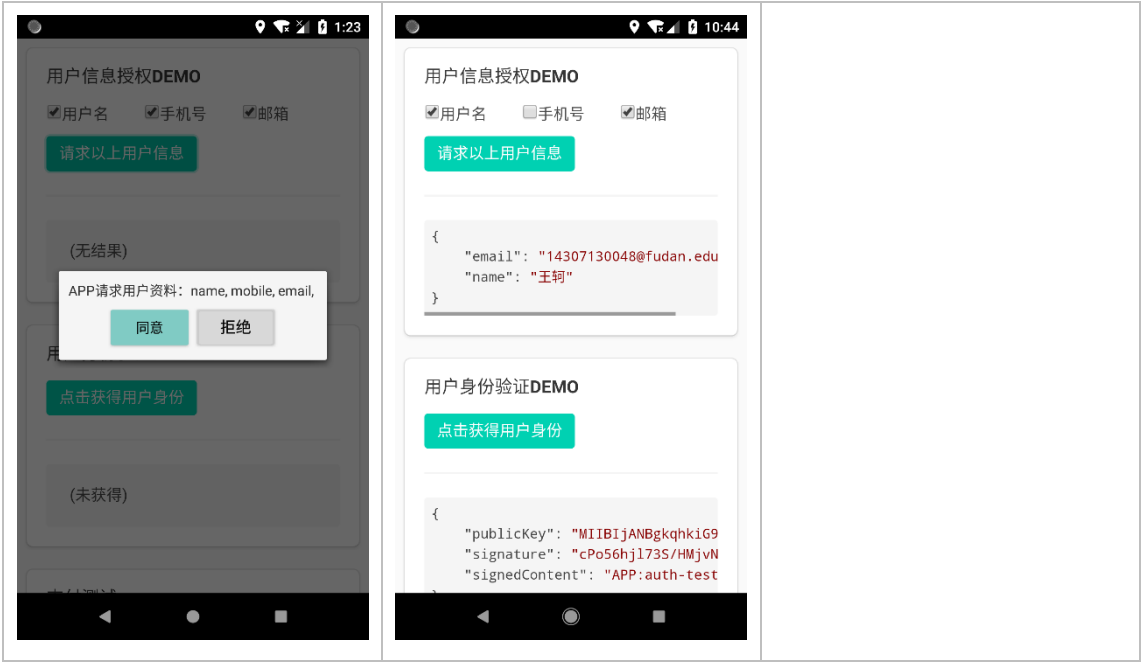 1:23
用户信息授权DEMO
用户名 手机号 邮箱
请求以上用户信息
(无结果)
APP请求用户资料：name, mobile, email,
同意 拒绝
点击获得用户身份
(未获得)
10:44
用户信息授权DEMO
用户名 手机号 邮箱
请求以上用户信息
{
"email": "14307130048@fudan.edu
"name": "王轲"
}
用户身份验证DEMO
点击获得用户身份
{
"publicKey": "MIIBIjANBgkqhkiG9
"signature": "cPo56hjl73S/HMjvN
"signedContent": "APP:auth-test